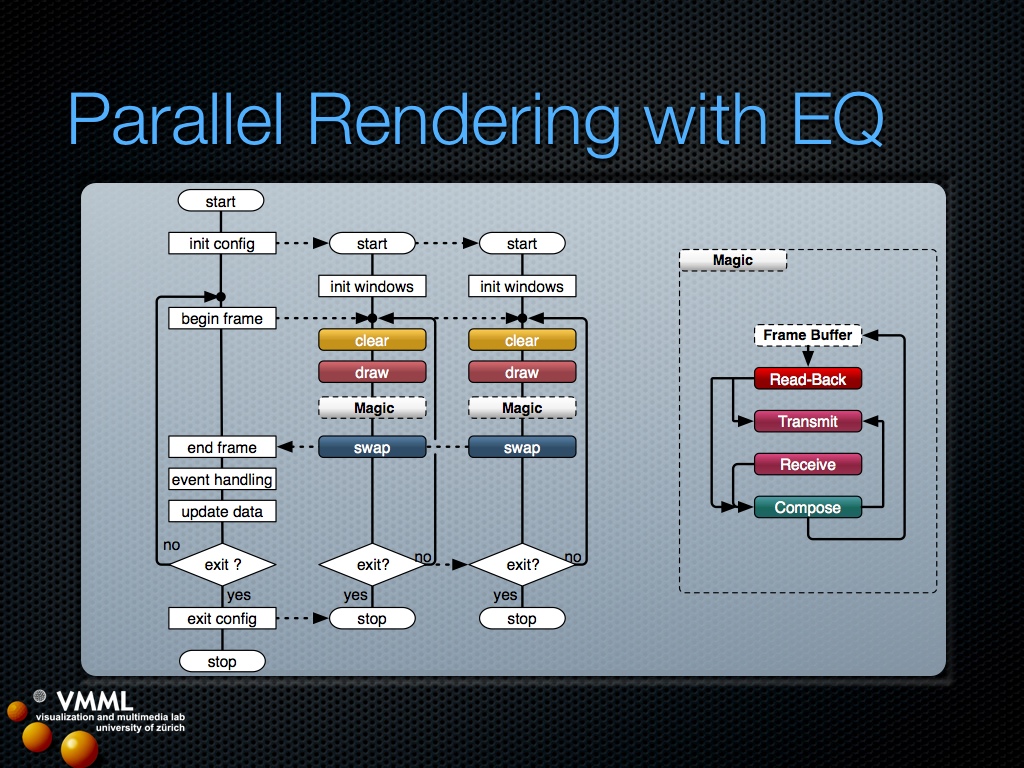 Parallel Rendering with EQ
start
init config
begin frame
end frame
event handling
update data
no
exit ?
yes
exit config
stop
start
init windows
clear
draw
Magic
swap
exit?
no
yes
stop
start
init windows
clear
draw
Magic
swap
exit?
no
yes
stop
Magic
Frame Buffer
Read-Back
Transmit
Receive
Compose
VMML
visualization and multimedia lab
university of zürich